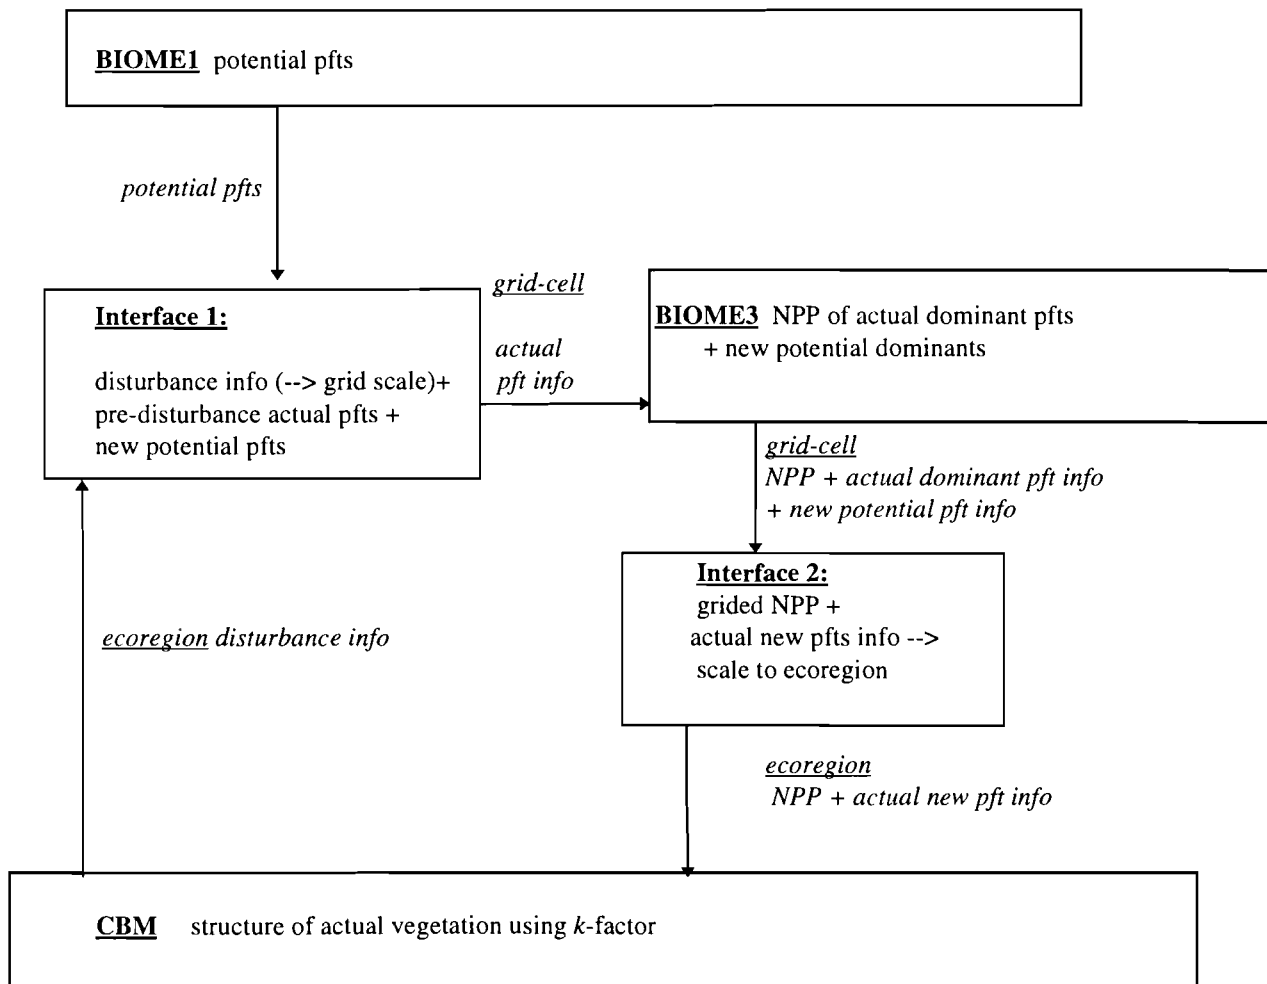 BIOME1 potential pfts
potential pfts
Interface 1:
disturbance info (--> grid scale)+
pre-disturbance actual pfts +
new potential pfts
grid-cell
actual
pft info
BIOME3 NPP of actual dominant pfts
+ new potential dominants
grid-cell
NPP + actual dominant pft info
+ new potential pft info
Interface 2:
grided NPP +
actual new pfts info -->
scale to ecoregion
ecoregion disturbance info
ecoregion
NPP + actual new pft info
CBM structure of actual vegetation using k-factor